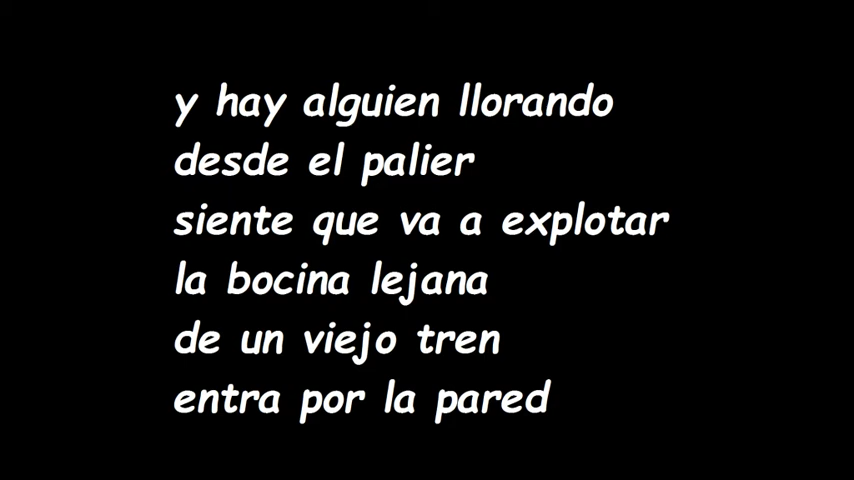 y hay alguien llorando
desde el palier
siente que va a explotar
la bocina lejana
de un viejo tren
entra por la pared